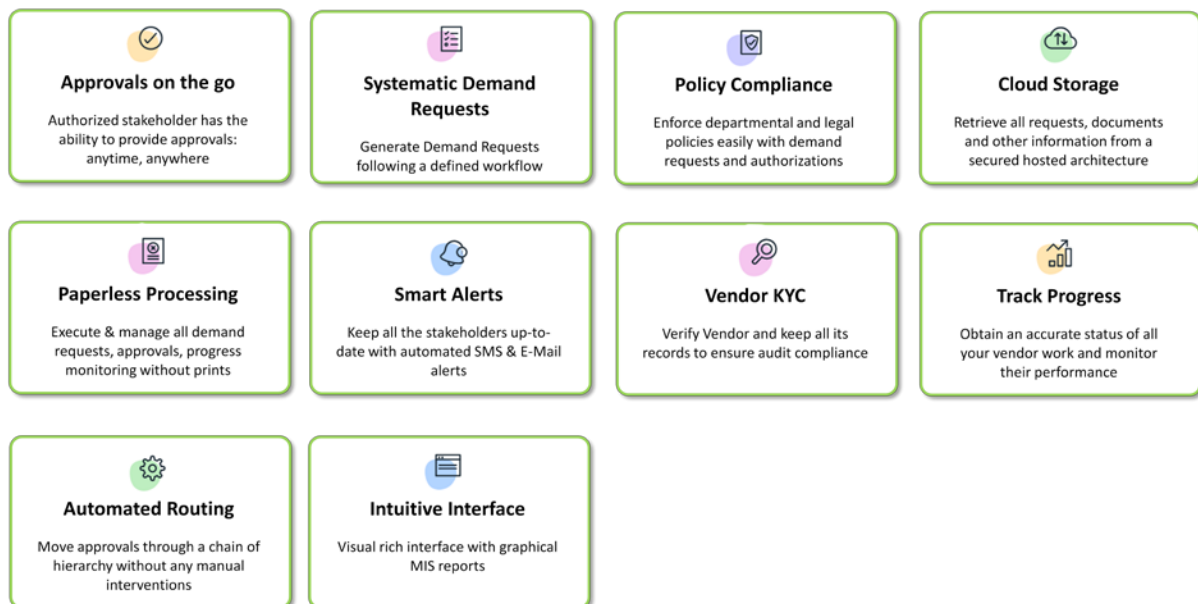 Approvals on the go
Authorized stakeholder has the
ability to provide approvals:
anytime, anywhere
Systematic Demand
Requests
Generate Demand Requests
following a defined workflow
Policy Compliance
Enforce departmental and legal
policies easily with demand
requests and authorizations
Cloud Storage
Retrieve all requests, documents
and other information from a
secured hosted architecture
Paperless Processing
Execute & manage all demand
requests, approvals, progress
monitoring without prints
Smart Alerts
Keep all the stakeholders up-to-
date with automated SMS & E-Mail
alerts
Vendor KYC
Verify Vendor and keep all its
records to ensure audit compliance
Track Progress
Obtain an accurate status of all
your vendor work and monitor
their performance
Automated Routing
Move approvals through a chain of
hierarchy without any manual
interventions
Intuitive Interface
Visual rich interface with graphical
MIS reports